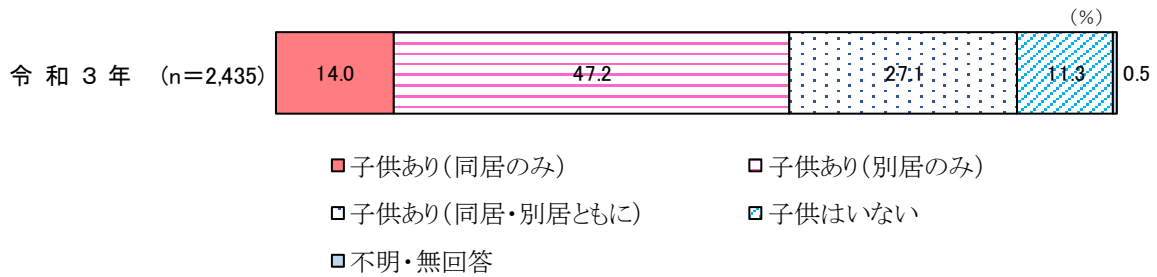 (%)
令和3年 (n=2,435) 14.0 47.2 27.1 11.3 0.5
子供あり(同居のみ) 子供あり(別居のみ)
子供あり(同居・別居ともに) 子供はいない
不明・無回答